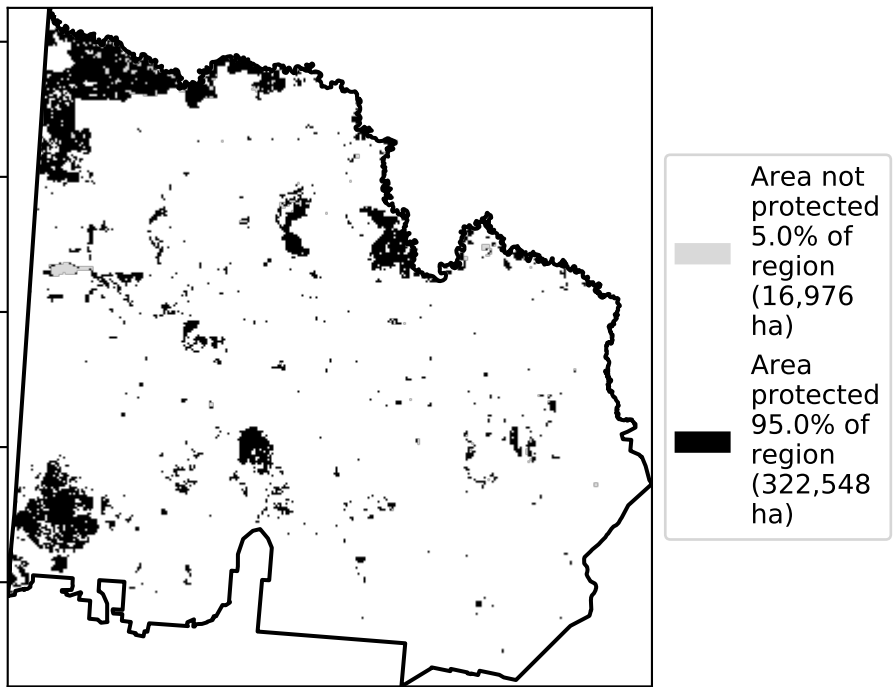 Area not
protected
5.0% of
region
(16,976
ha)
Area
protected
95.0% of
region
(322,548
ha)